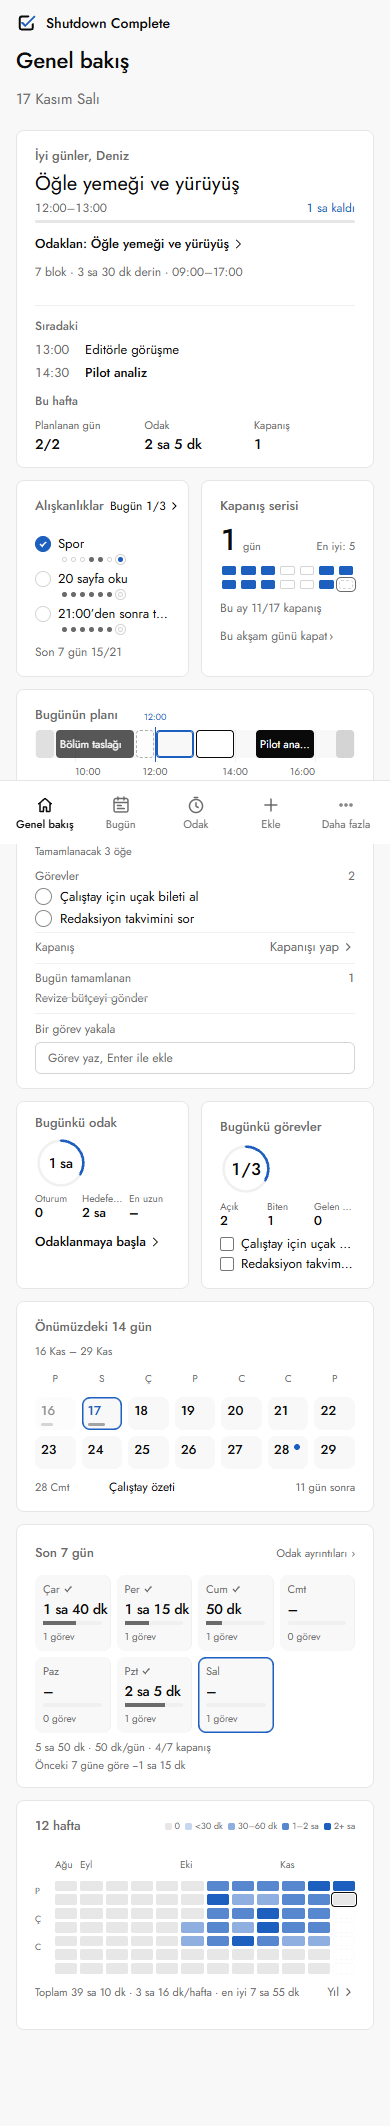 Shutdown Complete
Genel bakış
17 Kasım Salı
İyi günler, Deniz
Öğle yemeği ve yürüyüş
12:00–13:00 1 sa kaldı
Odaklan: Öğle yemeği ve yürüyüş
7 blok · 3 sa 30 dk derin · 09:00–17:00
Sıradaki
13:00 Editörle görüşme
14:30 Pilot analiz
Bu hafta
Planlanan gün Odak Kapanış
2/2 2 sa 5 dk 1
Alışkanlıklar Bugün 1/3
Spor
20 sayfa oku
21:00’den sonra t...
Son 7 gün 15/21
Kapanış serisi
1 gün En iyi: 5
Bu ay 11/17 kapanış
Bu akşam günü kapat ›
Bugünün planı 12:00
Bölüm taslağı Pilot ana...
10:00 12:00 14:00 16:00
Genel bakış Bugün Odak Ekle Daha fazla
Tamamlanacak 3 öğe
Görevler 2
Çalıştay için uçak bileti al
Redaksiyon takvimini sor
Kapanış Kapanışı yap
Bugün tamamlanan 1
Revize bütçeyi gönder
Bir görev yakala
Görev yaz, Enter ile ekle
Bugünkü odak
1 sa
Oturum Hedefe... En uzun
0 2 sa –
Odaklanmaya başla
Bugünkü görevler
1/3
Açık Biten Gelen ...
2 1 0
Çalıştay için uçak ...
Redaksiyon takvim...
Önümüzdeki 14 gün
16 Kas – 29 Kas
P S Ç P C C P
16 17 18 19 20 21 22
23 24 25 26 27 28 29
28 Cmt Çalıştay özeti 11 gün sonra
Son 7 gün Odak ayrıntıları ›
Çar Per Cum Cmt
1 sa 40 dk 1 sa 15 dk 50 dk –
1 görev 1 görev 1 görev 0 görev
Paz Pzt Sal
– 2 sa 5 dk –
0 görev 1 görev 1 görev
5 sa 50 dk · 50 dk/gün · 4/7 kapanış
Önceki 7 güne göre −1 sa 15 dk
12 hafta 0 <30 dk 30–60 dk 1–2 sa 2+ sa
Ağu Eyl Eki Kas
P
Ç
C
Toplam 39 sa 10 dk · 3 sa 16 dk/hafta · en iyi 7 sa 55 dk Yıl